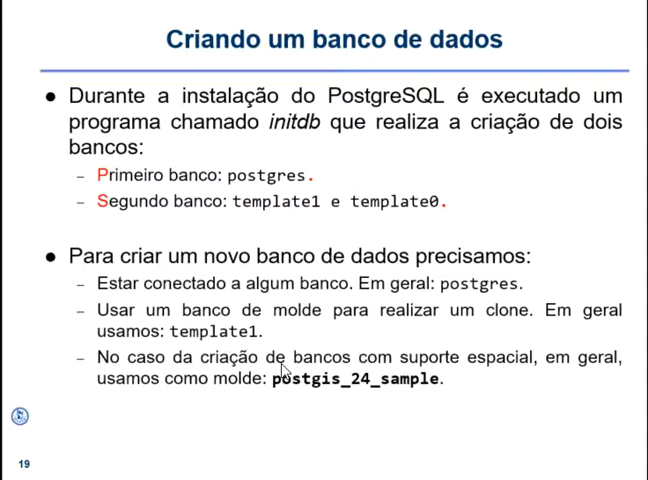 Criando um banco de dados
● Durante a instalação do PostgreSQL é executado um
programa chamado initdb que realiza a criação de dois
bancos:
– Primeiro banco: postgres.
– Segundo banco: template1 e template0.
● Para criar um novo banco de dados precisamos:
– Estar conectado a algum banco. Em geral: postgres.
– Usar um banco de molde para realizar um clone. Em geral
usamos: template1.
– No caso da criação de bancos com suporte espacial, em geral,
usamos como molde: postgis_24_sample.
19